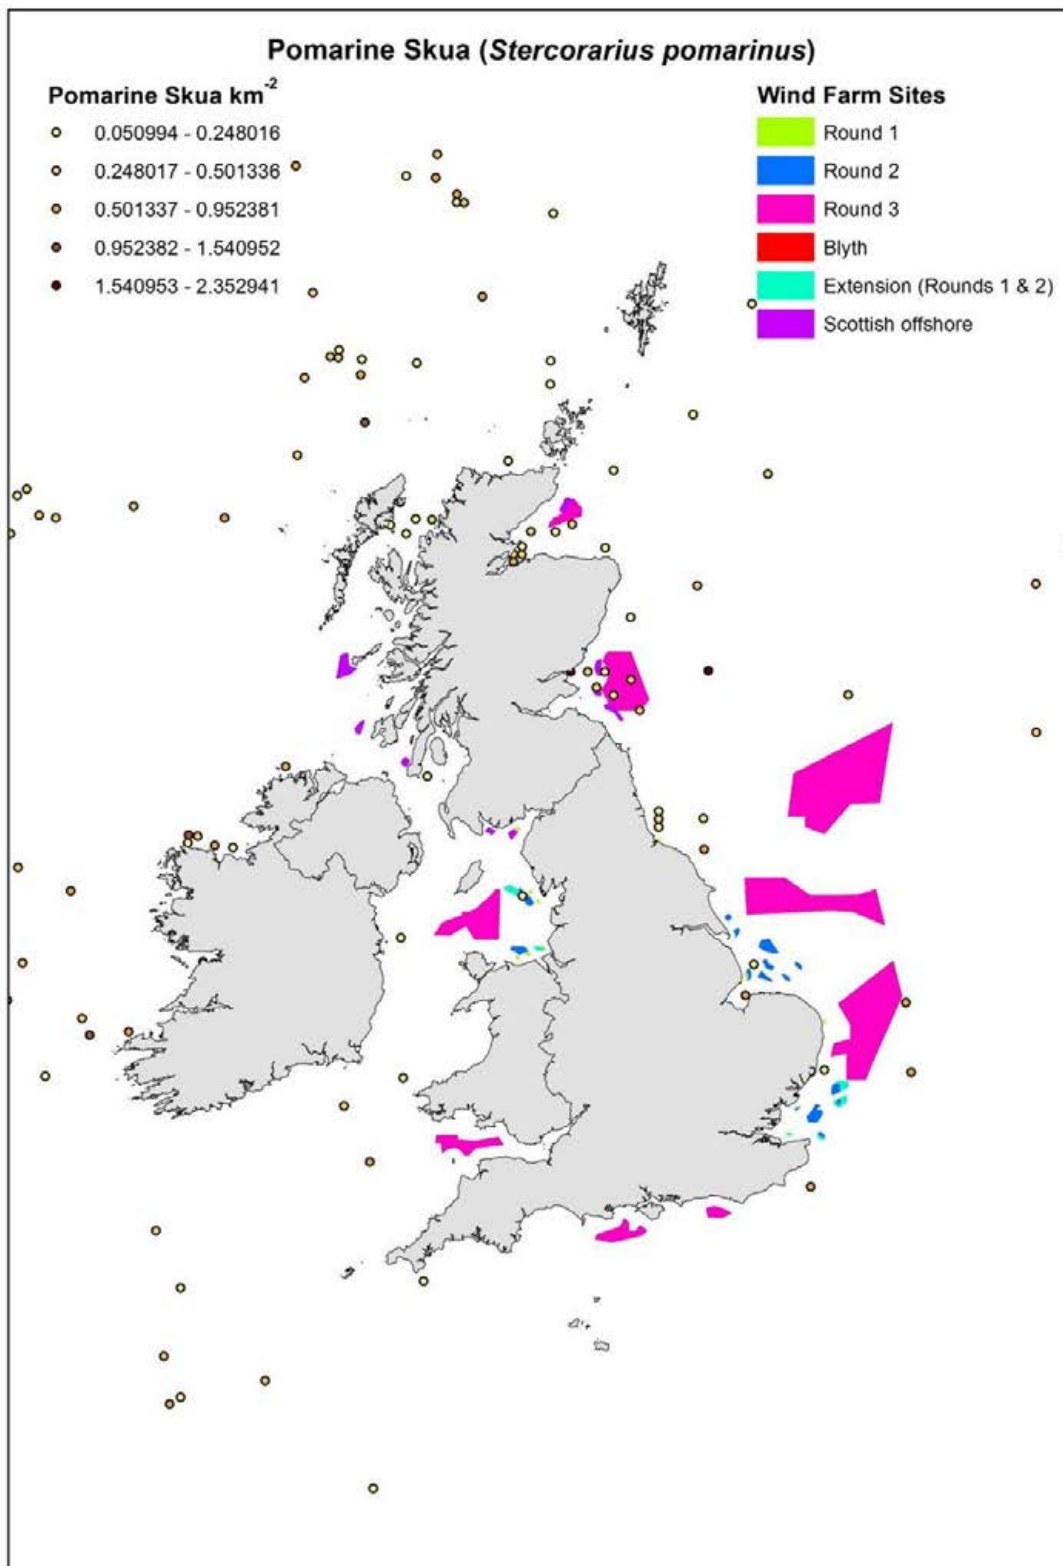 Pomarine Skua (Stercorarius pomarinus)
Pomarine Skua km-2
0.050994 - 0.248016
0.248017 - 0.501336
0.501337 - 0.952381
0.952382 - 1.540952
1.540953 - 2.352941
Wind Farm Sites
Round 1
Round 2
Round 3
Blyth
Extension (Rounds 1 & 2)
Scottish offshore